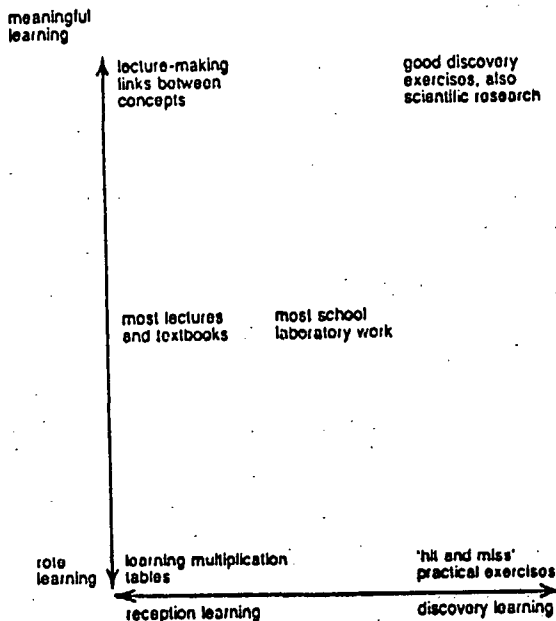 meaningful
learning
lecture-making
links between
concepts
good discovery
exercises, also
scientific research
most lectures
and textbooks
most school
laboratory work
rote
learning
learning multiplication
tables
'hit and miss'
practical exercises
reception learning
discovery learning